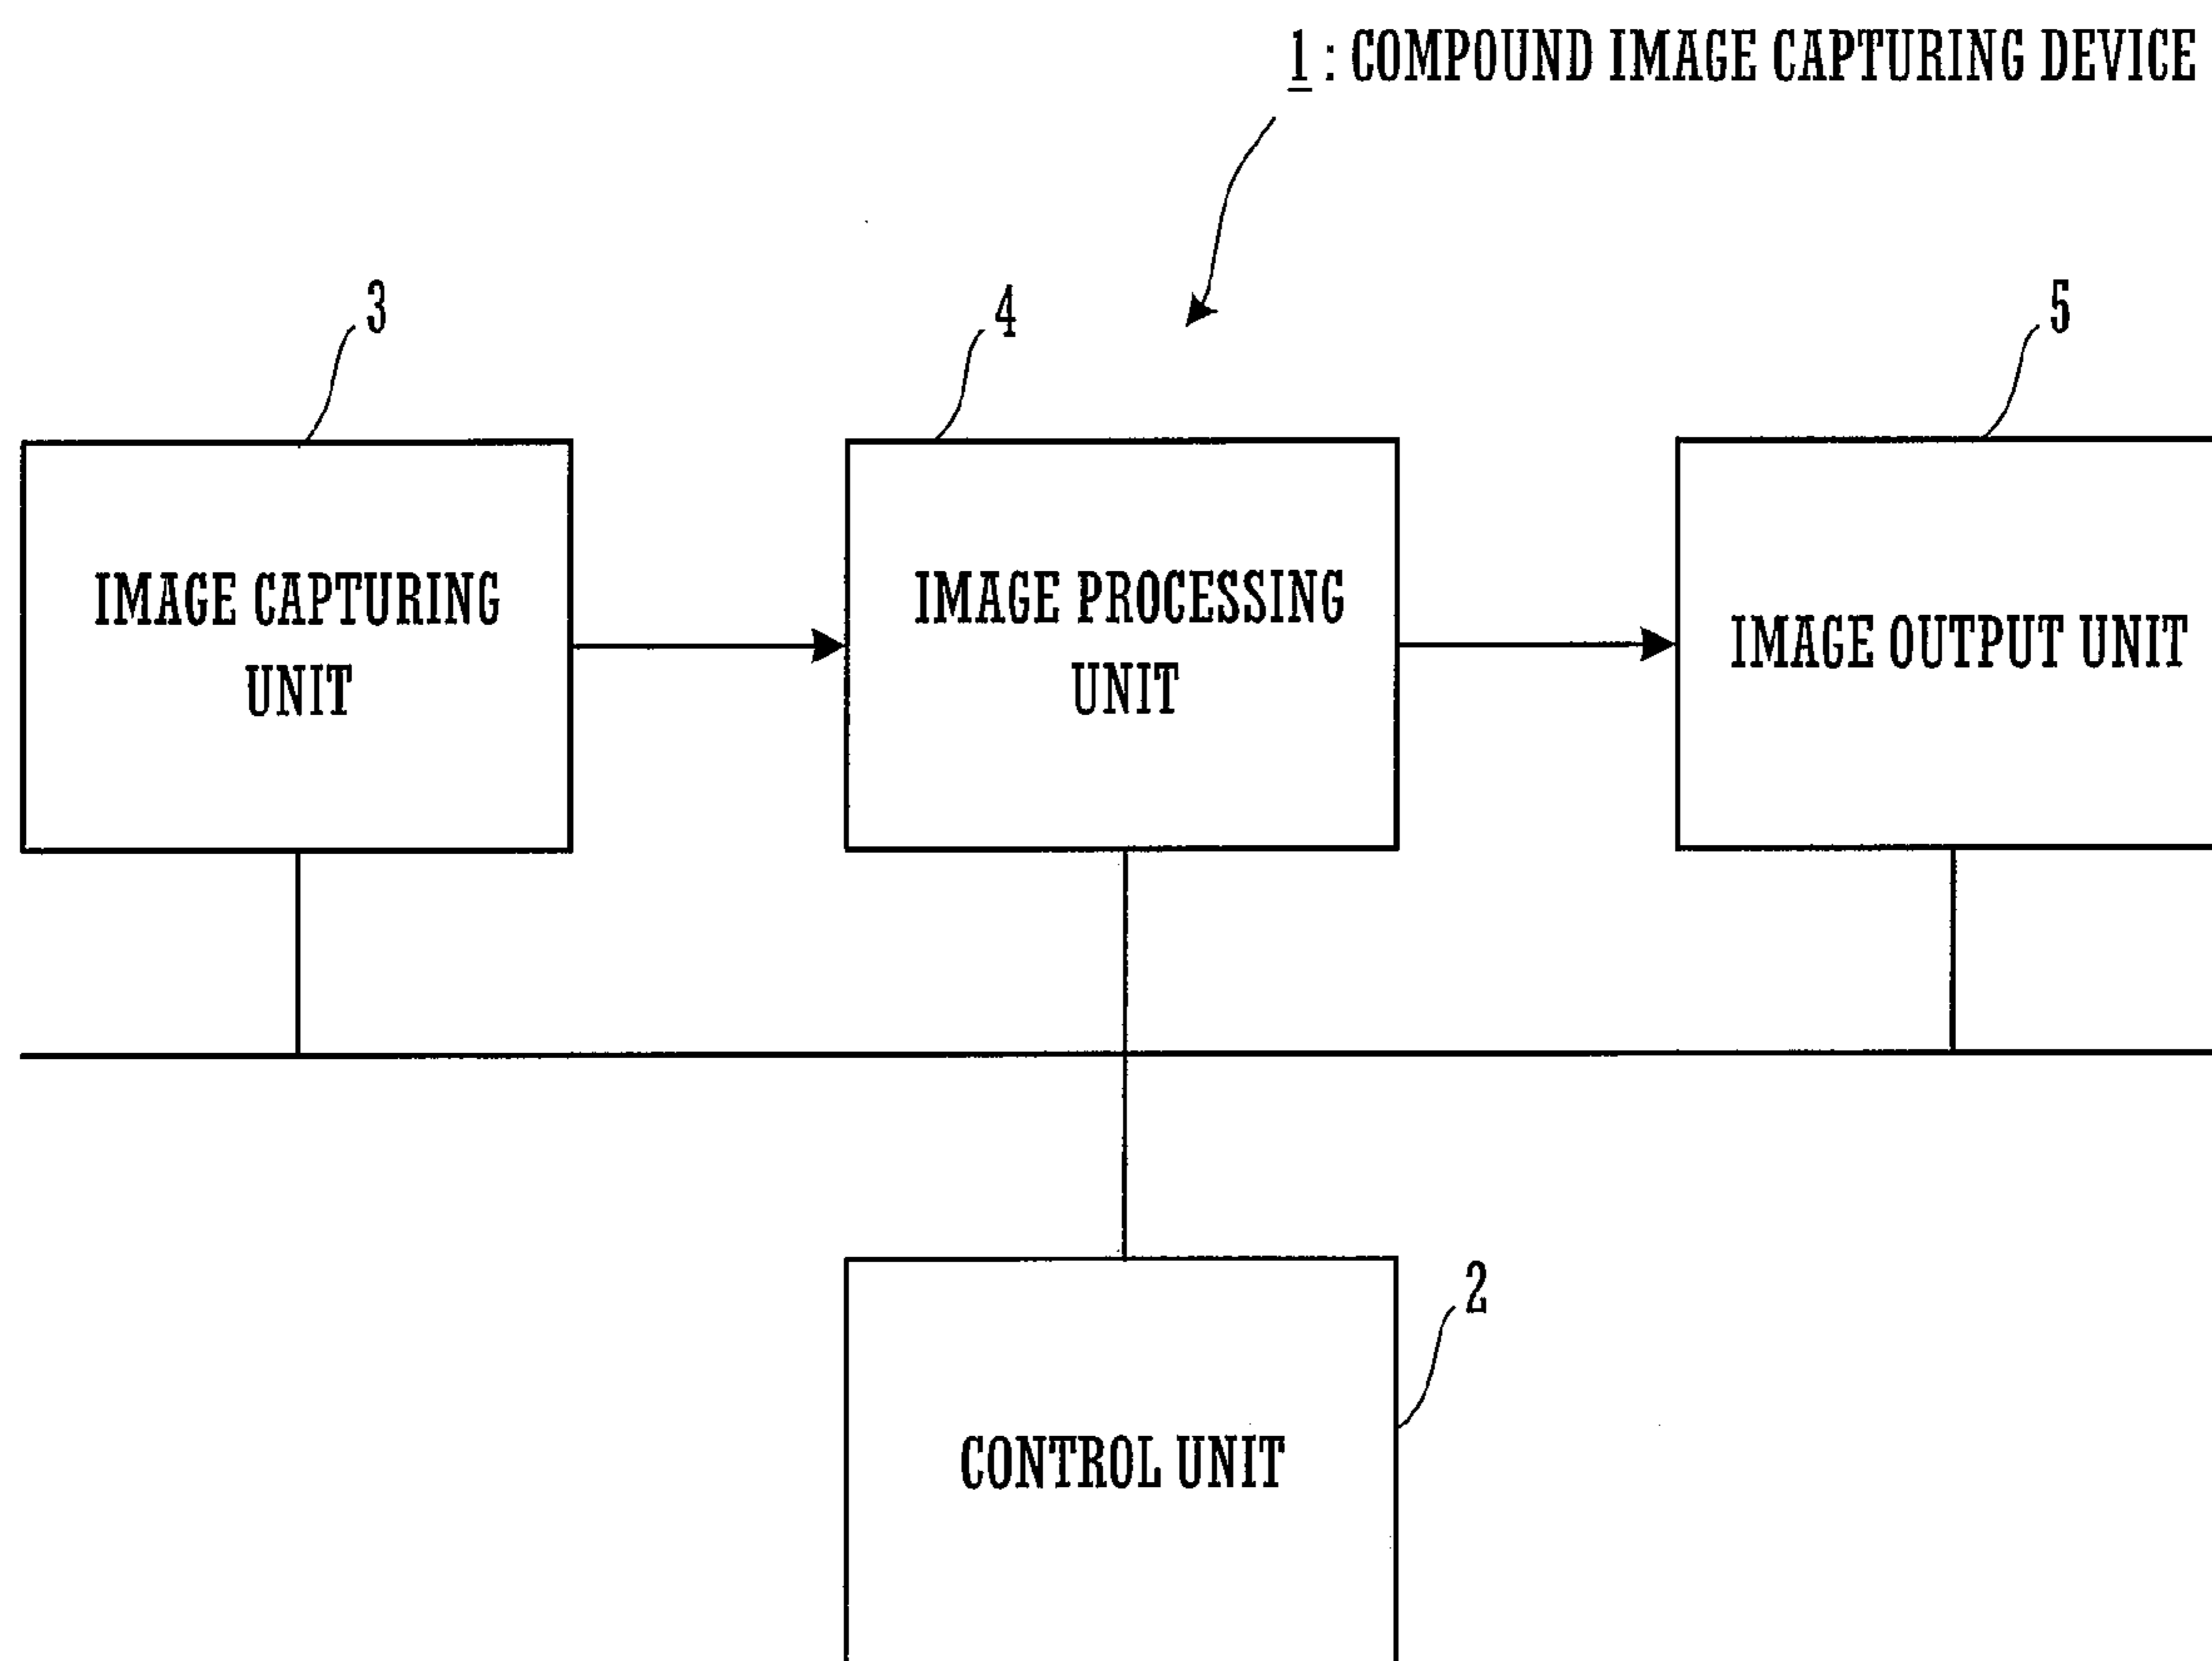 1 : COMPOUND IMAGE CAPTURING DEVICE
3
4
5
IMAGE CAPTURING
UNIT
IMAGE PROCESSING
UNIT
IMAGE OUTPUT UNIT
2
CONTROL UNIT